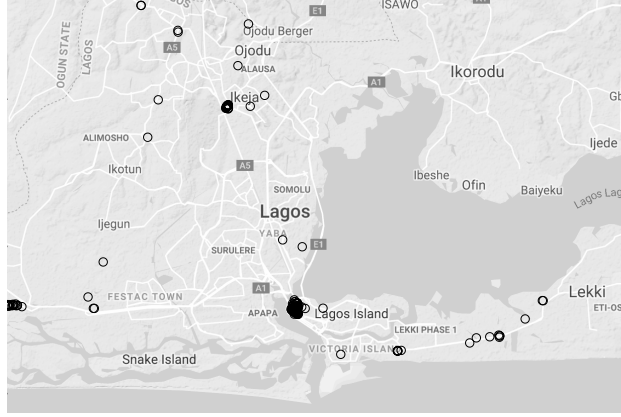 ISAWO
E1
Ojodu Berger
OGUN STATE
LAGOS
A5
Ojodu
ALAUSA
Ikorodu
A1
Ikeja
ALIMOSHO
Ijede
A5
Ikotun
Ibeshe
Ofin
SOMOLU
Baiyeku
Lagos
Ijegun
YABA
E1
SURULERE
A1
Lekki
FESTAC TOWN
APAPA
Lagos Island
LEKKI PHASE 1
Snake Island
VICTORIA ISLAN